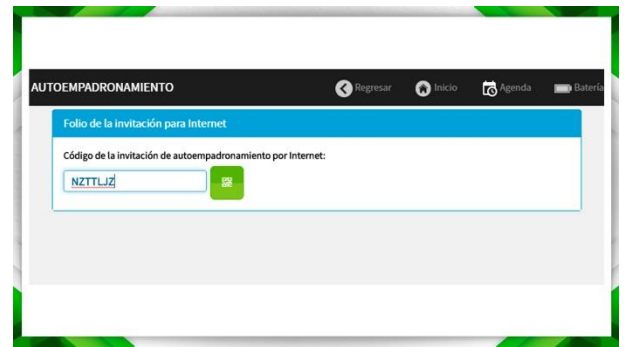 AUTOEMPADRONAMIENTO Regresar Inicio Agenda Batería
Folio de la invitación para Internet
Código de la invitación de autoempadronamiento por Internet:
NZTTLJZ